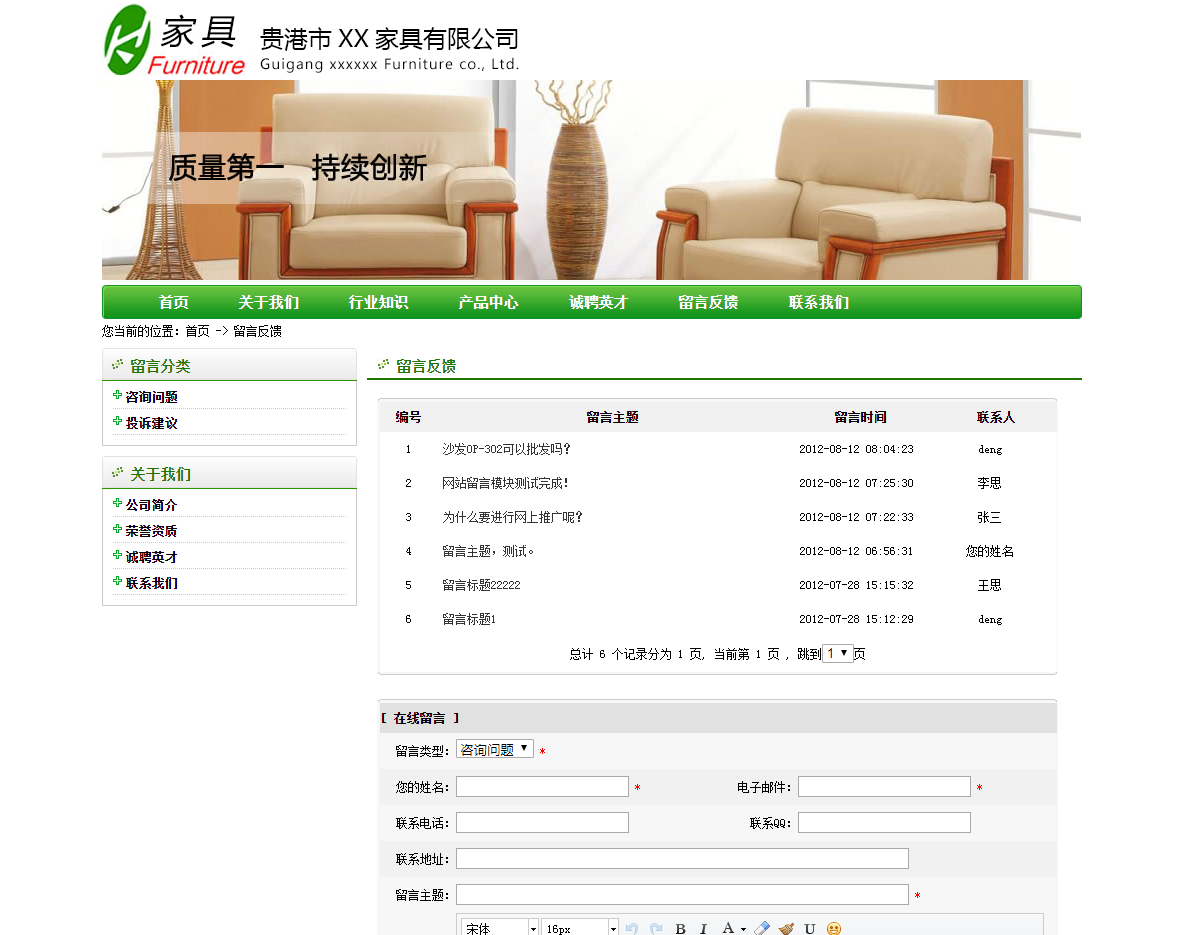 家具
Furniture
贵港市 XX 家具有限公司
Guigang xxxxxx Furniture co., Ltd.
质量第一 持续创新
首页 关于我们 行业知识 产品中心 诚聘英才 留言反馈 联系我们
您当前的位置：首页 -> 留言反馈
留言分类
咨询问题
投诉建议
关于我们
公司简介
荣誉资质
诚聘英才
联系我们
留言反馈
编号 留言主题 留言时间 联系人
1 沙发OP-302可以批发吗？ 2012-08-12 08:04:23 deng
2 网站留言模块测试完成！ 2012-08-12 07:25:30 李思
3 为什么要进行网上推广呢？ 2012-08-12 07:22:33 张三
4 留言主题，测试。 2012-08-12 06:56:31 您的姓名
5 留言标题22222 2012-07-28 15:15:32 王思
6 留言标题1 2012-07-28 15:12:29 deng
总计 6 个记录分为 1 页，当前第 1 页 ，跳到 1 页
[ 在线留言 ]
留言类型： 咨询问题 *
您的姓名： * 电子邮件： *
联系电话： 联系QQ：
联系地址：
留言主题： *
宋体 16px B I A U